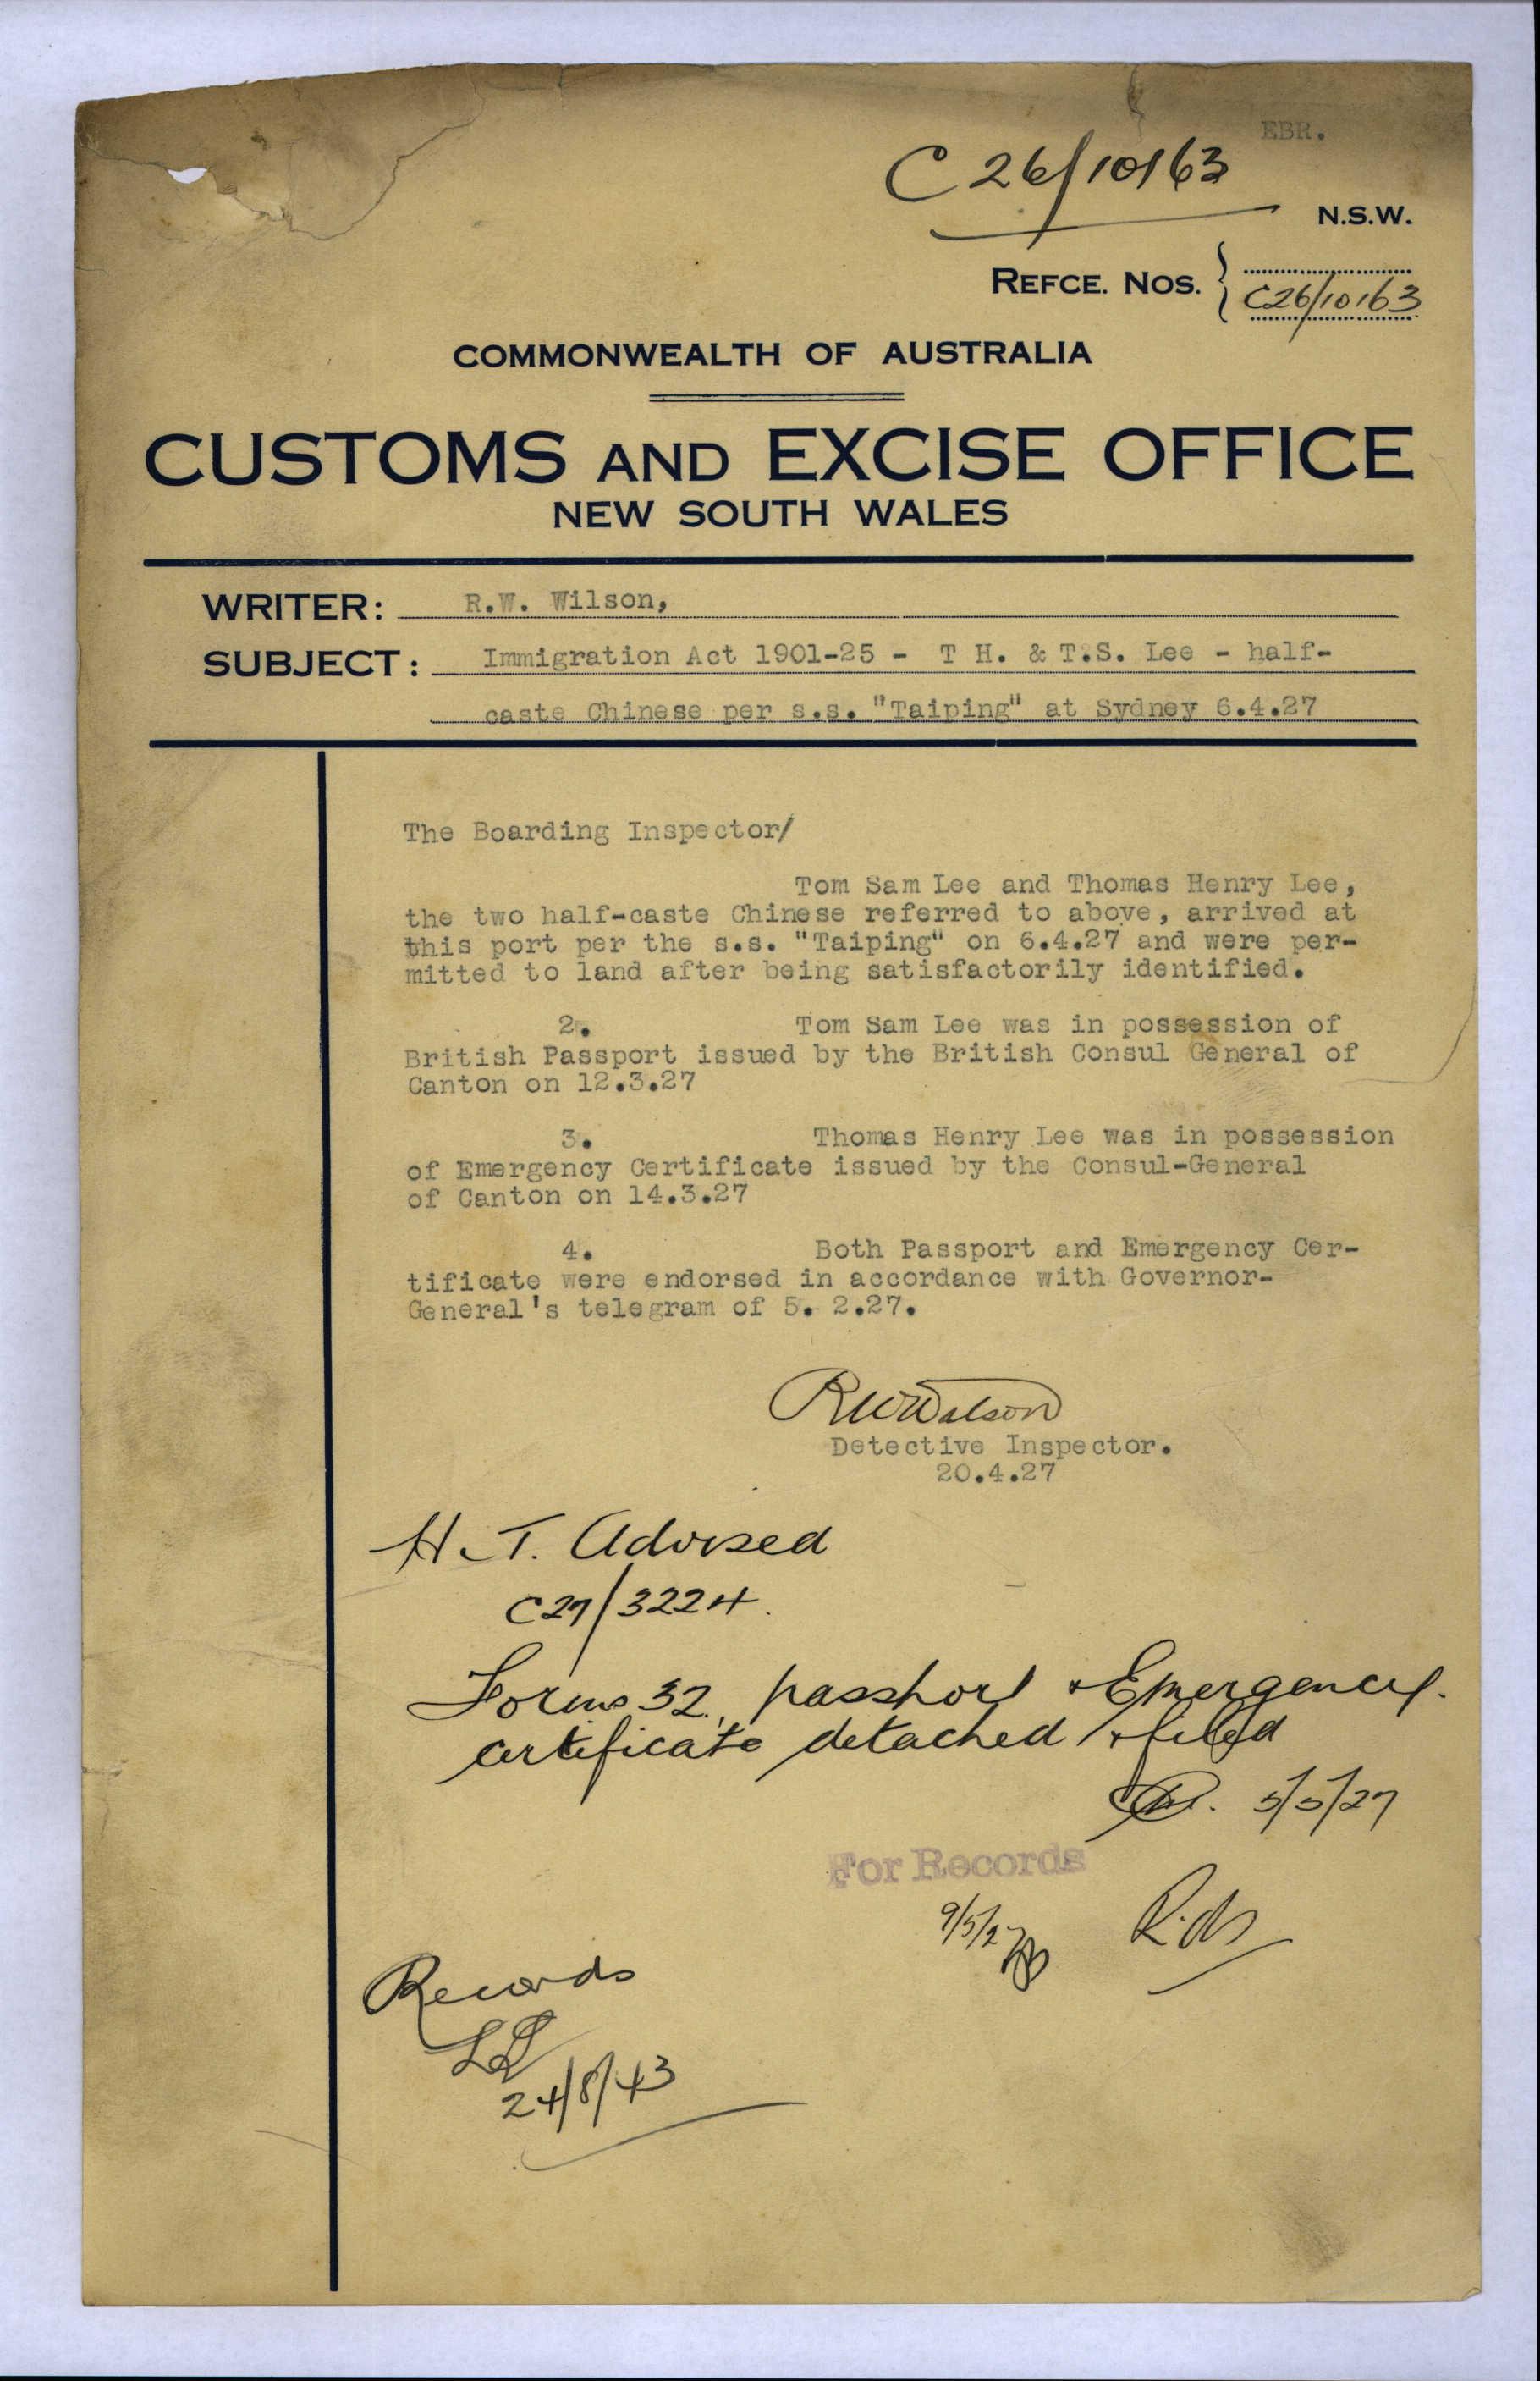 EBR.
C 26/10163
N.S.W.
REFCE. NOS.
C26/10163
COMMONWEALTH OF AUSTRALIA
CUSTOMS AND EXCISE OFFICE
NEW SOUTH WALES
WRITER: R.W. Wilson,
SUBJECT: Immigration Act 1901-25 - T H. & T.S. Lee - half-
caste Chinese per s.s. "Taiping" at Sydney 6.4.27
The Boarding Inspector/
Tom Sam Lee and Thomas Henry Lee,
the two half-caste Chinese referred to above, arrived at
this port per the s.s. "Taiping" on 6.4.27 and were per-
mitted to land after being satisfactorily identified.
2. Tom Sam Lee was in possession of
British Passport issued by the British Consul General of
Canton on 12.3.27
3. Thomas Henry Lee was in possession
of Emergency Certificate issued by the Consul-General
of Canton on 14.3.27
4. Both Passport and Emergency Cer-
tificate were endorsed in accordance with Governor-
General's telegram of 5. 2.27.
Detective Inspector.
20.4.27
H.T. Advised
C27/3224.
Forms 32, passport & Emergency
certificate detached & filed
5/5/27
For Records
9/5/27
Records
24/8/43